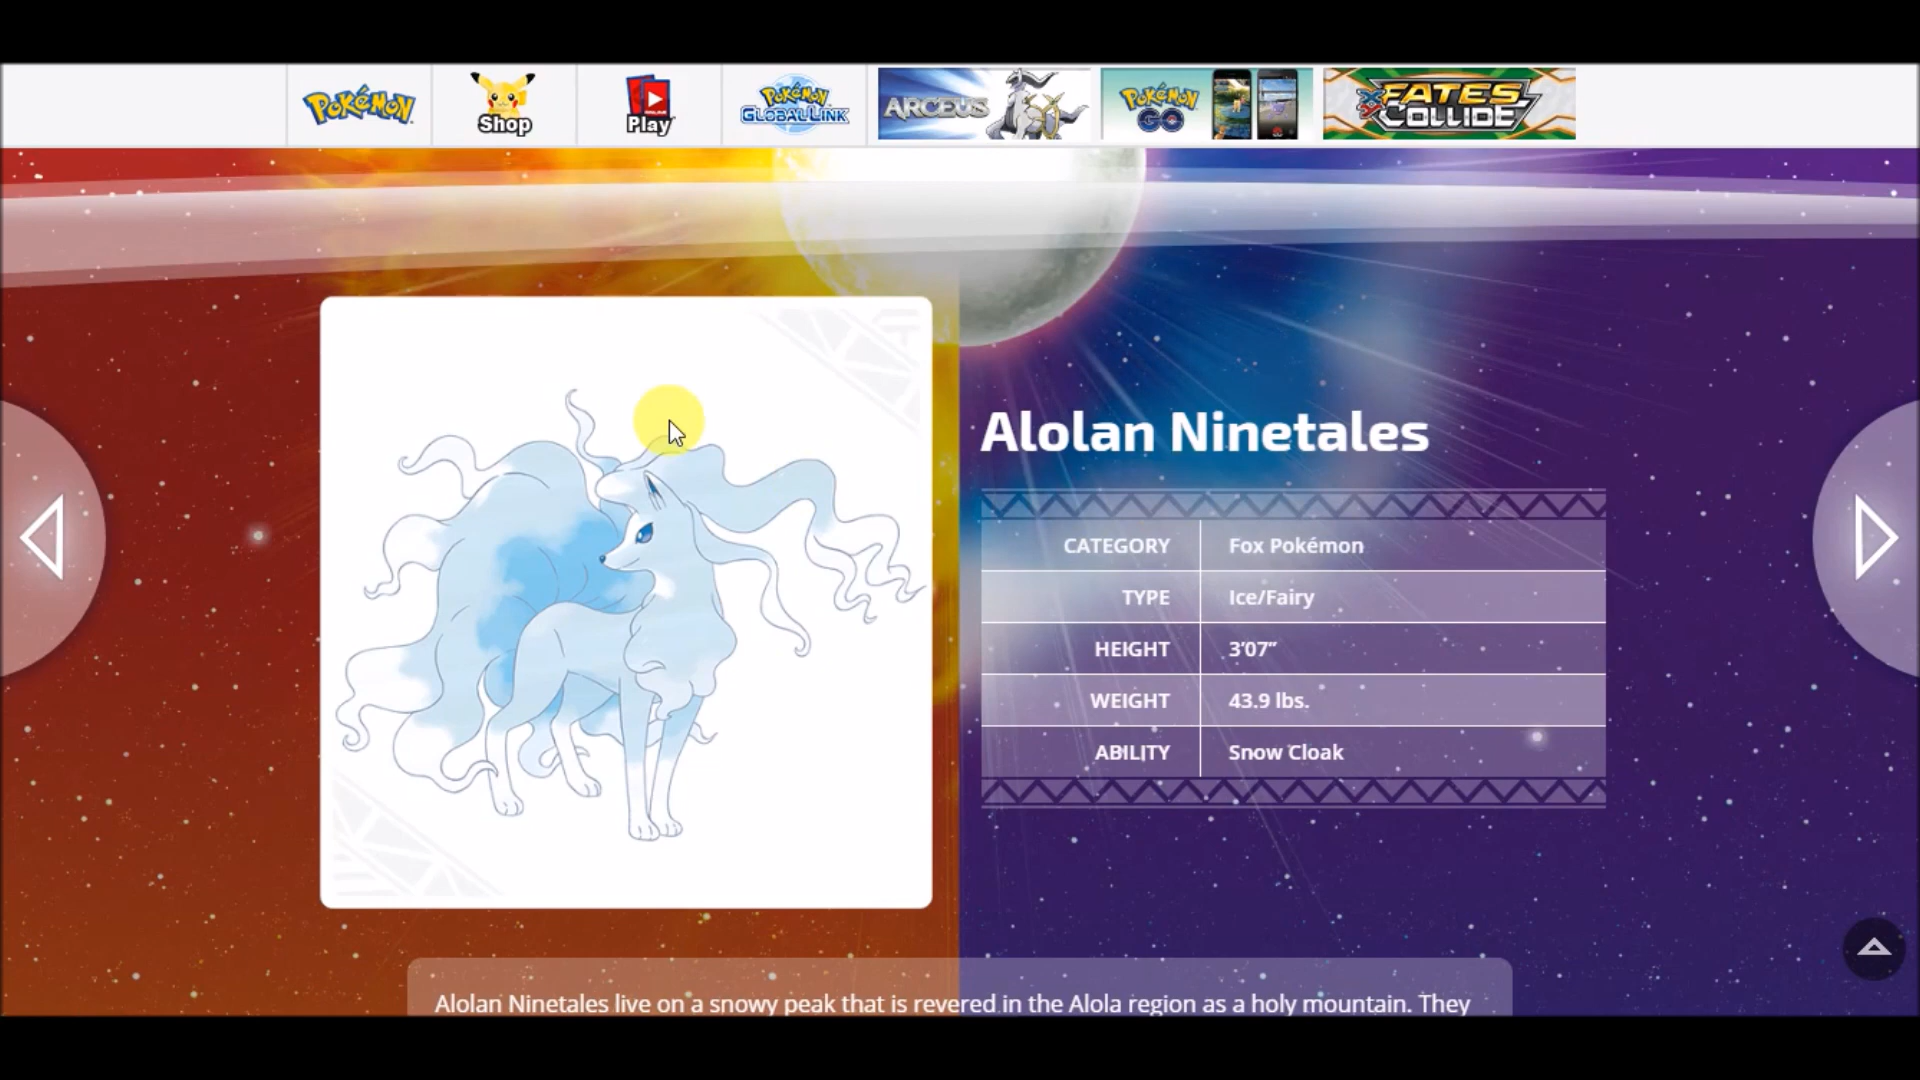 POKéMON
Shop
Play
POKéMON
GLOBAL LINK
ARCEUS
POKéMON
GO
XY
FATES
COLLIDE
Alolan Ninetales
CATEGORY Fox Pokémon
TYPE Ice/Fairy
HEIGHT 3'07”
WEIGHT 43.9 lbs.
ABILITY Snow Cloak
Alolan Ninetales live on a snowy peak that is revered in the Alola region as a holy mountain. They